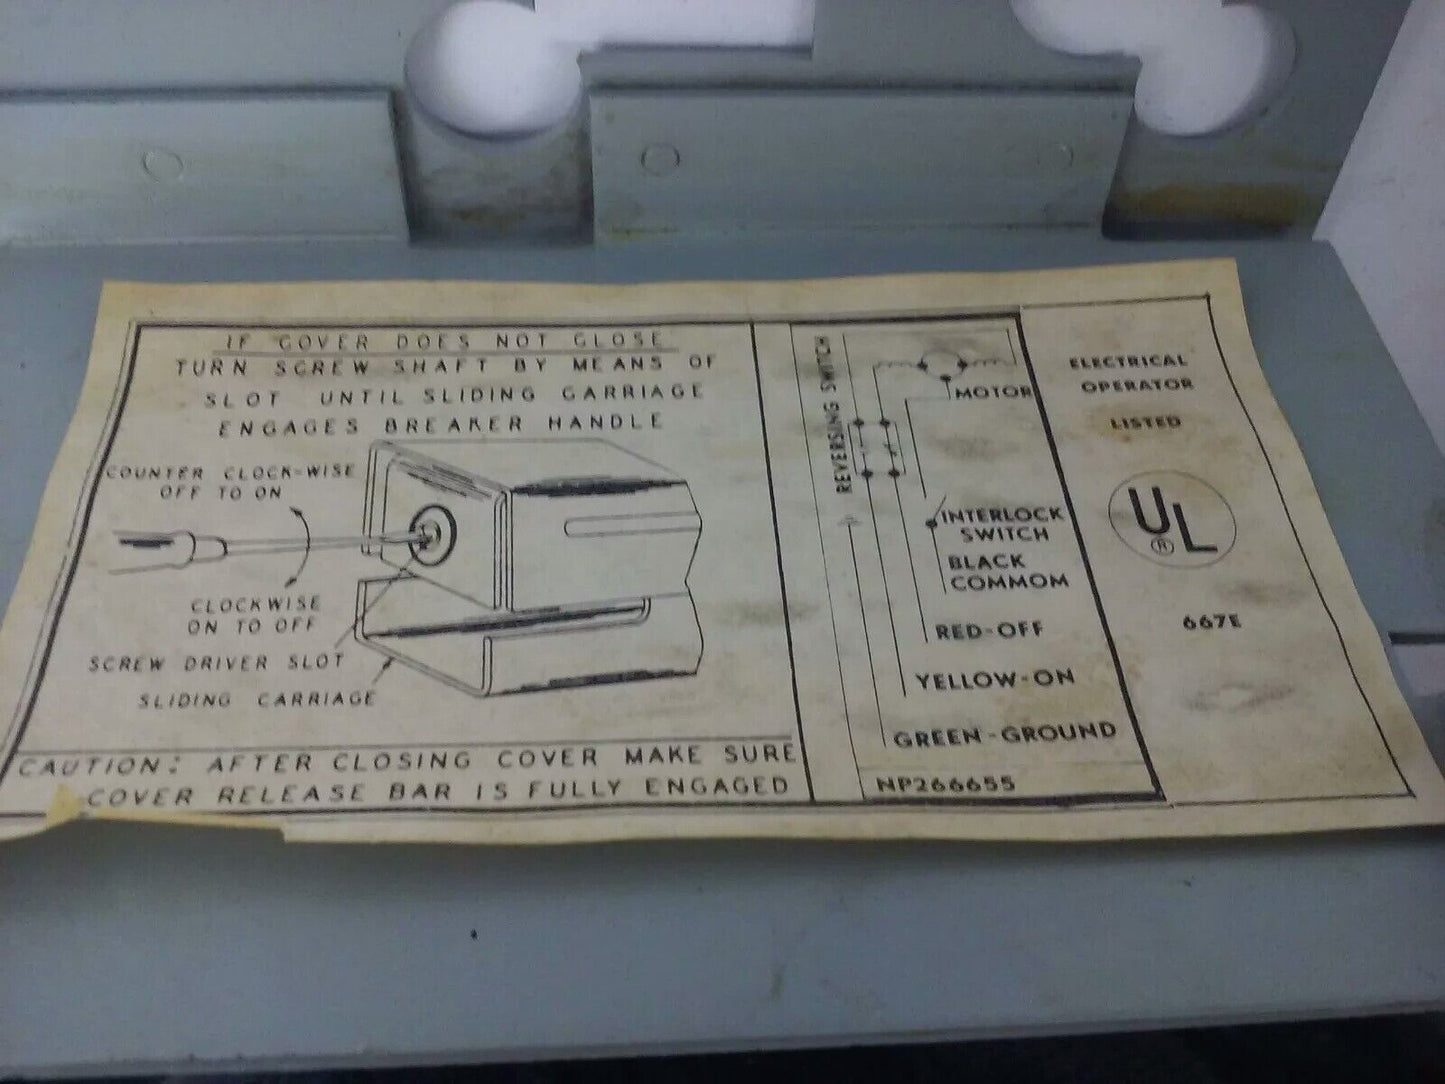 IF COVER DOES NOT CLOSE
TURN SCREW SHAFT BY MEANS OF
SLOT UNTIL SLIDING CARRIAGE
ENGAGES BREAKER HANDLE
COUNTER CLOCK-WISE
OFF TO ON
CLOCKWISE
ON TO OFF
SCREW DRIVER SLOT
SLIDING CARRIAGE
CAUTION: AFTER CLOSING COVER MAKE SURE
COVER RELEASE BAR IS FULLY ENGAGED
REVERSING SWITCH
MOTOR
INTERLOCK
SWITCH
BLACK
COMMOM
RED-OFF
YELLOW-ON
GREEN-GROUND
NP266655
ELECTRICAL
OPERATOR
LISTED
UL
®
667E